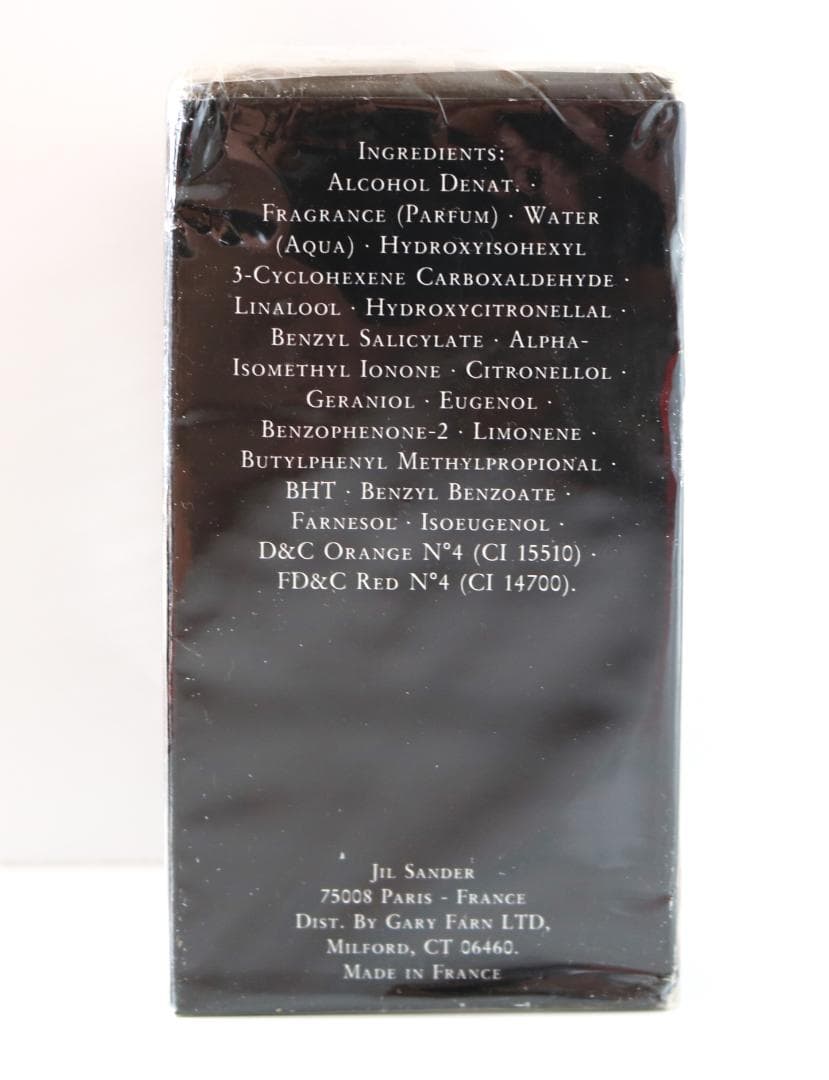 Ingredients:
Alcohol Denat. ·
Fragrance (Parfum) · Water
(Aqua) · Hydroxyisohexyl
3-Cyclohexene Carboxaldehyde ·
Linalool · Hydroxycitronellal ·
Benzyl Salicylate · Alpha-
Isomethyl Ionone · Citronellol ·
Geraniol · Eugenol ·
Benzophenone-2 · Limonene ·
Butylphenyl Methylpropional ·
BHT · Benzyl Benzoate ·
Farnesol · Isoeugenol ·
D&C Orange N°4 (CI 15510) ·
FD&C Red N°4 (CI 14700).
Jil Sander
75008 Paris - France
Dist. By Gary Farn LTD,
Milford, CT 06460.
Made in France